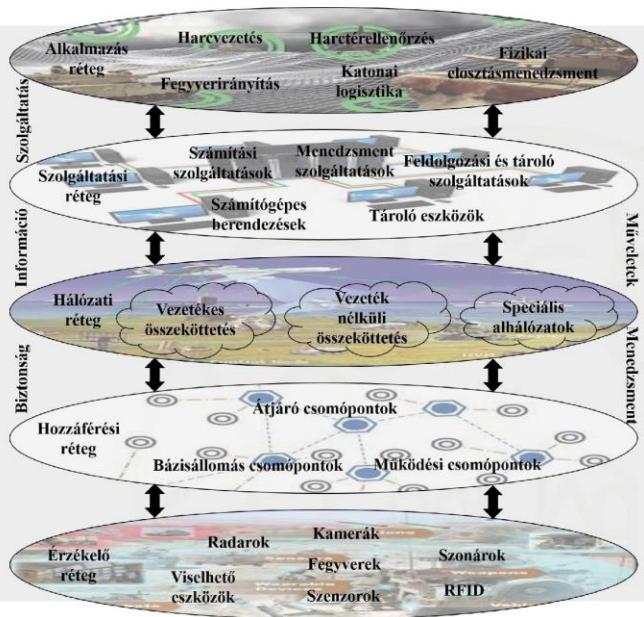 Alkalmazás
réteg
Harcvezetés
Harctérellenőrzés
Fizikai
elosztásmenedzsment
Fegyverirányítás
Katonai
logisztika
Szolgáltatás
Szolgáltatási
réteg
Számítási
szolgáltatások
Menedzsment
szolgáltatások
Feldolgozási és tároló
szolgáltatások
Számítógépes
berendezések
Tároló eszközök
Információ
Műveletek
Hálózati
réteg
Vezetékes
összeköttetés
Vezeték
nélküli
összeköttetés
Speciális
alhálózatok
Biztonság
Menedzsment
Hozzáférési
réteg
Átjáró csomópontok
Bázisállomás csomópontok
Működési csomópontok
Érzékelő
réteg
Radarok
Kamerák
Szonárok
Viselhető
eszközök
Fegyverek
Szenzorok
RFID